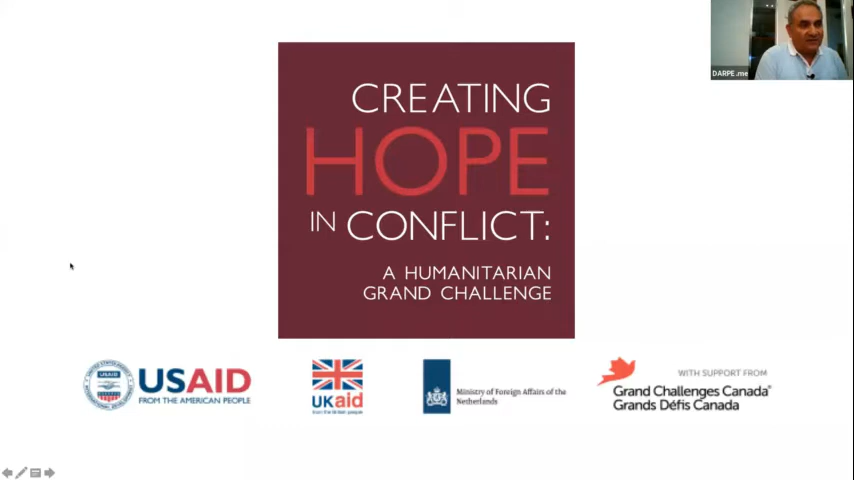 DARPE.me
CREATING
HOPE
IN CONFLICT:
A HUMANITARIAN
GRAND CHALLENGE
USAID
USAID
FROM THE AMERICAN PEOPLE
UKaid
from the British people
Ministry of Foreign Affairs of the
Netherlands
WITH SUPPORT FROM
Grand Challenges Canada®
Grands Défis Canada